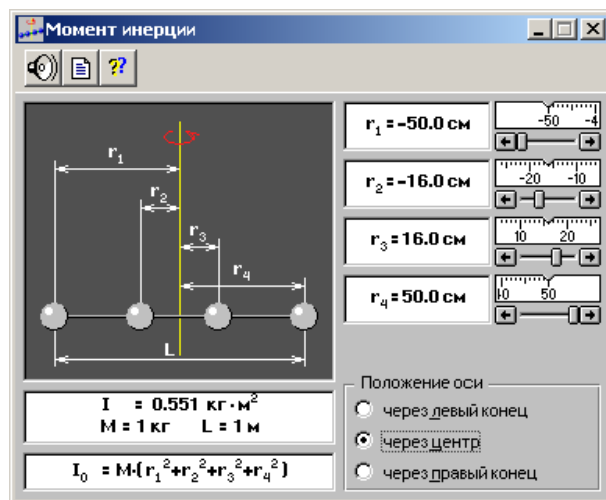 Момент инерции
??
r₁
r₂
r₃
r₄
L
r₁ = -50.0 см
-50 -4
r₂ = -16.0 см
-20 -10
r₃ = 16.0 см
10 20
r₄ = 50.0 см
50
I = 0.551 кг·м²
M = 1 кг L = 1 м
I₀ = M·(r₁²+r₂²+r₃²+r₄²)
Положение оси
через левый конец
через центр
через правый конец